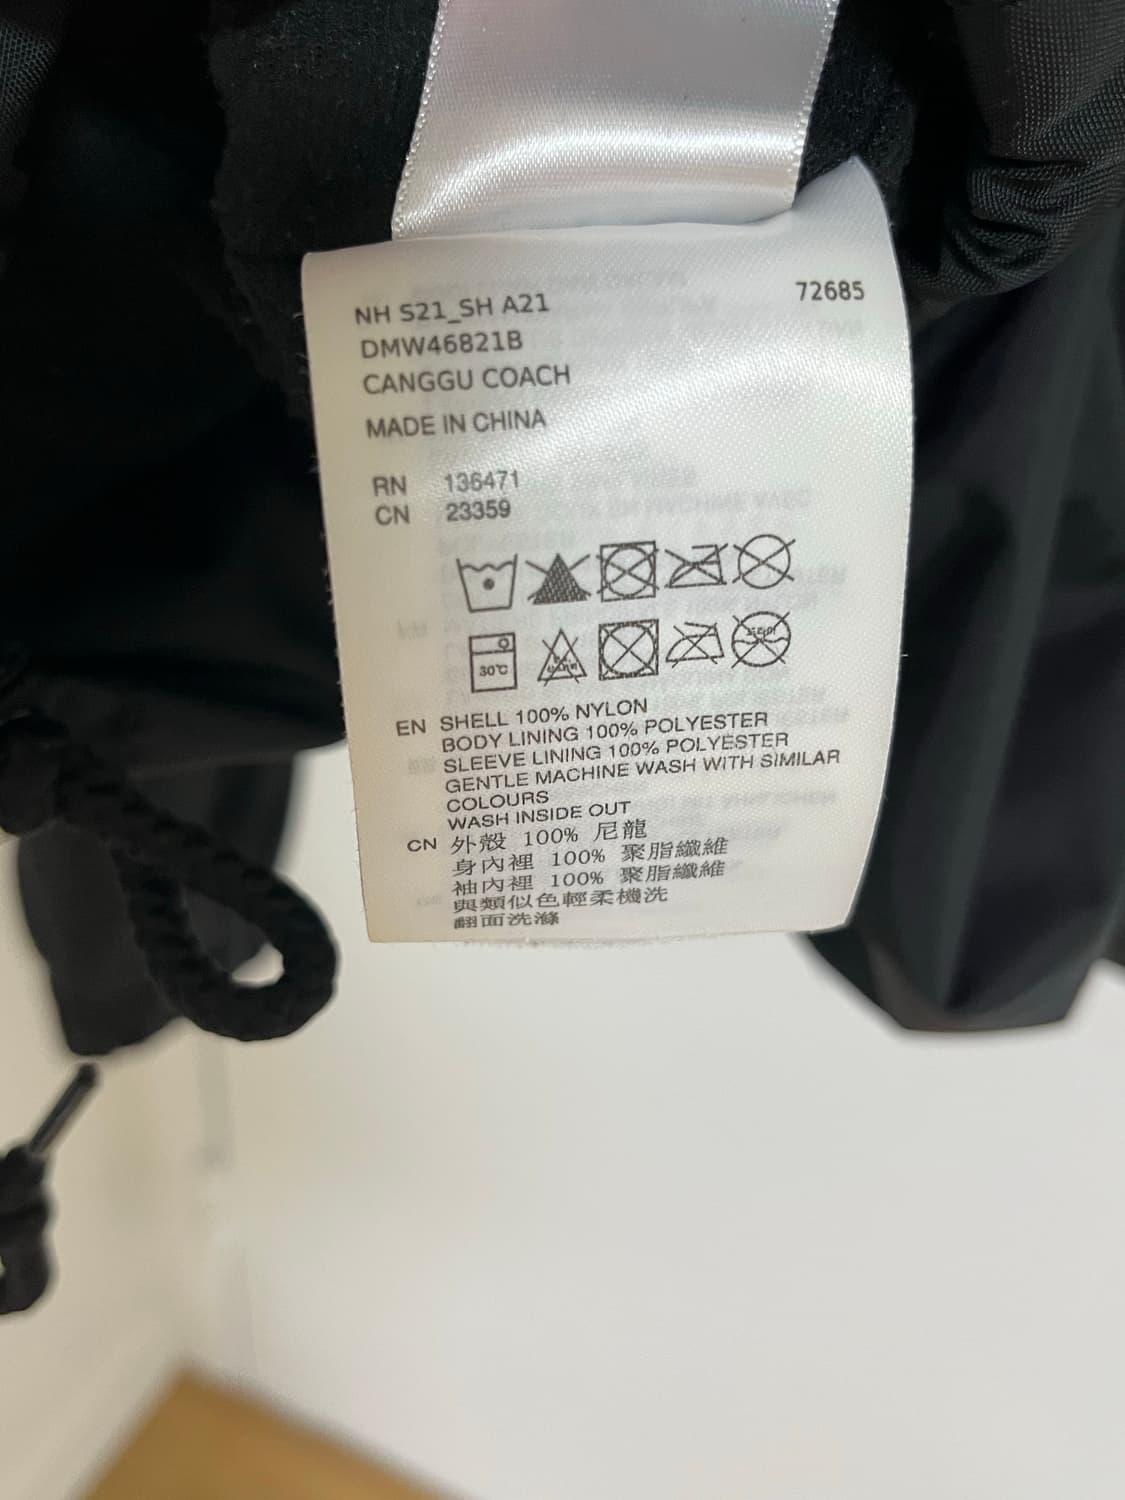 NH S21_SH A21 72685
DMW46821B
CANGGU COACH
MADE IN CHINA
RN 136471
CN 23359
30℃
EN SHELL 100% NYLON
BODY LINING 100% POLYESTER
SLEEVE LINING 100% POLYESTER
GENTLE MACHINE WASH WITH SIMILAR
COLOURS
WASH INSIDE OUT
CN 外殼 100% 尼龍
身內裡 100% 聚脂纖維
袖內裡 100% 聚脂纖維
與類似色輕柔機洗
翻面洗滌